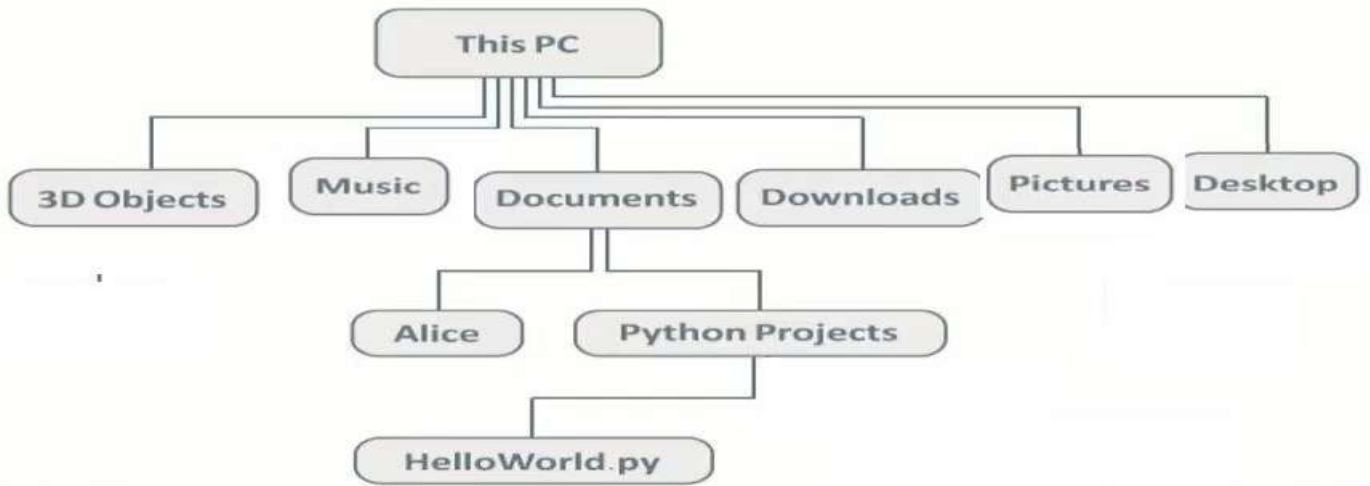 This PC
3D Objects
Music
Documents
Downloads
Pictures
Desktop
Alice
Python Projects
HelloWorld.py